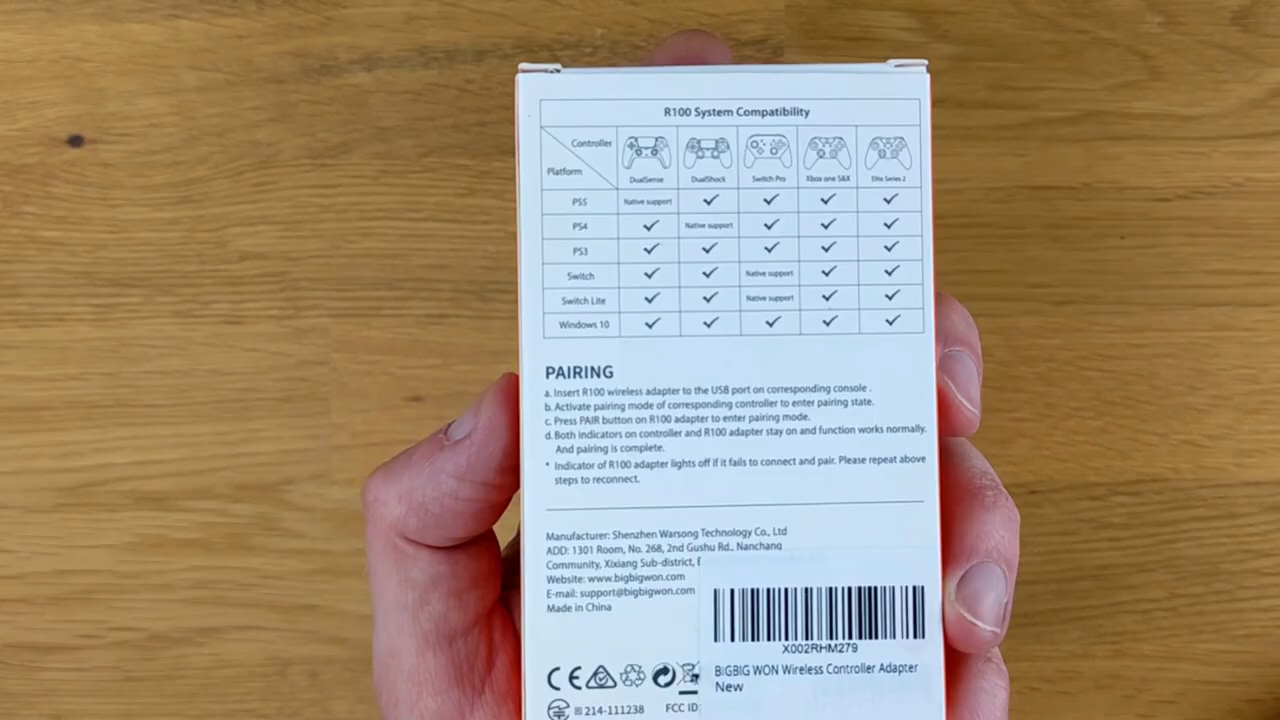 R100 System Compatibility
Controller
Platform
DualSense DualShock Switch Pro Xbox one S&X Elite Series 2
PS5 Native support ✓ ✓ ✓ ✓
PS4 ✓ Native support ✓ ✓ ✓
PS3 ✓ ✓ ✓ ✓ ✓
Switch ✓ ✓ Native support ✓ ✓
Switch Lite ✓ ✓ Native support ✓ ✓
Windows 10 ✓ ✓ ✓ ✓ ✓
PAIRING
a. Insert R100 wireless adapter to the USB port on corresponding console .
b. Activate pairing mode of corresponding controller to enter pairing state.
c. Press PAIR button on R100 adapter to enter pairing mode.
d. Both indicators on controller and R100 adapter stay on and function works normally.
And pairing is complete.
* Indicator of R100 adapter lights off if it fails to connect and pair. Please repeat above
steps to reconnect.
Manufacturer: Shenzhen Warsong Technology Co., Ltd
ADD: 1301 Room, No. 268, 2nd Gushu Rd., Nanchang
Community, Xixiang Sub-district,
Website: www.bigbigwon.com
E-mail: support@bigbigwon.com
Made in China
X002RHM279
BIGBIG WON Wireless Controller Adapter
New
CE
214-111238 FCC ID: